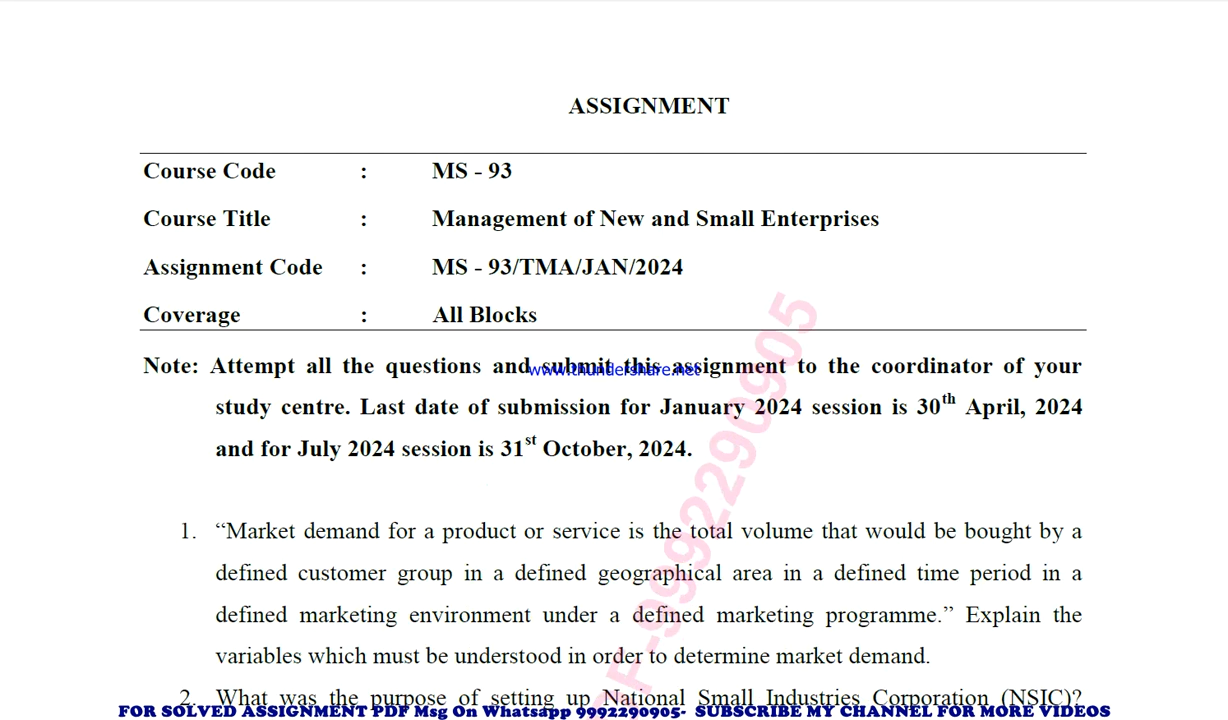 ASSIGNMENT
Course Code : MS - 93
Course Title : Management of New and Small Enterprises
Assignment Code : MS - 93/TMA/JAN/2024
Coverage : All Blocks
Note: Attempt all the questions and submit this assignment to the coordinator of your
www.thundershare.net
study centre. Last date of submission for January 2024 session is 30th April, 2024
and for July 2024 session is 31st October, 2024.
1. “Market demand for a product or service is the total volume that would be bought by a
defined customer group in a defined geographical area in a defined time period in a
defined marketing environment under a defined marketing programme.” Explain the
variables which must be understood in order to determine market demand.
2. What was the purpose of setting up National Small Industries Corporation (NSIC)?
F-9992290905
FOR SOLVED ASSIGNMENT PDF Msg On Whatsapp 9992290905- SUBSCRIBE MY CHANNEL FOR MORE VIDEOS